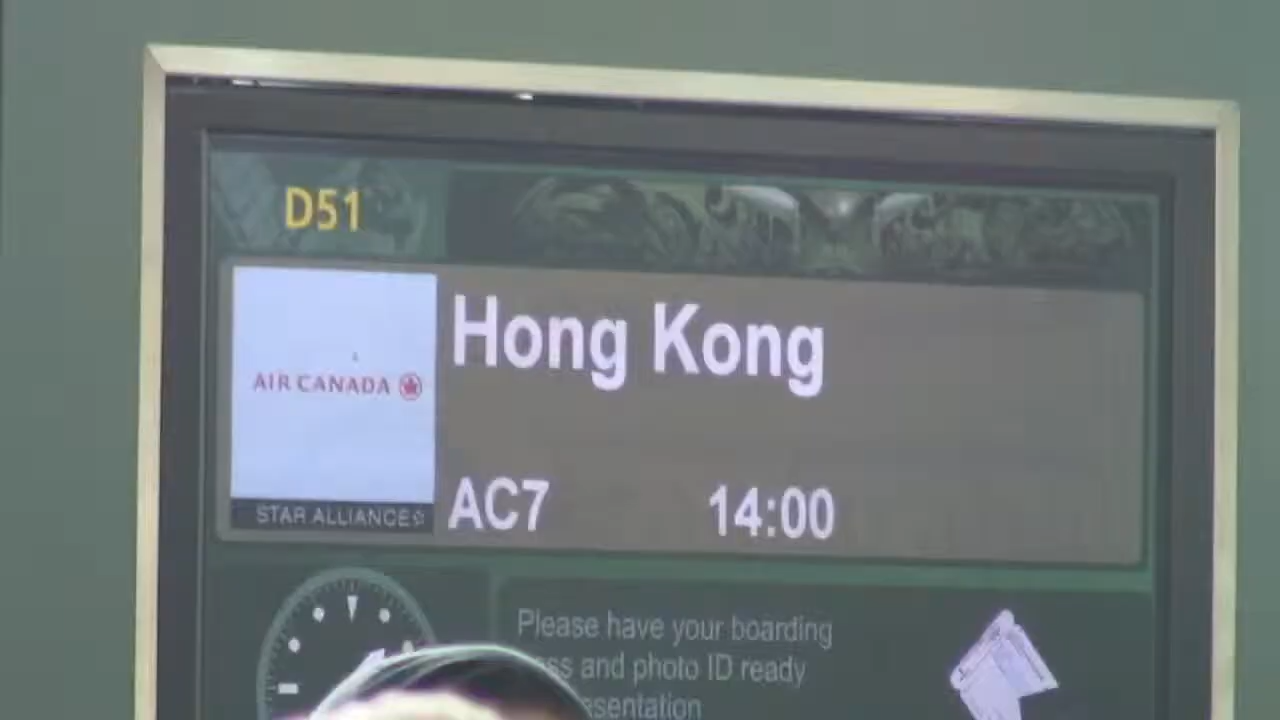 D51
Hong Kong
AIR CANADA
AC7 14:00
STAR ALLIANCE
Please have your boarding
and photo ID ready